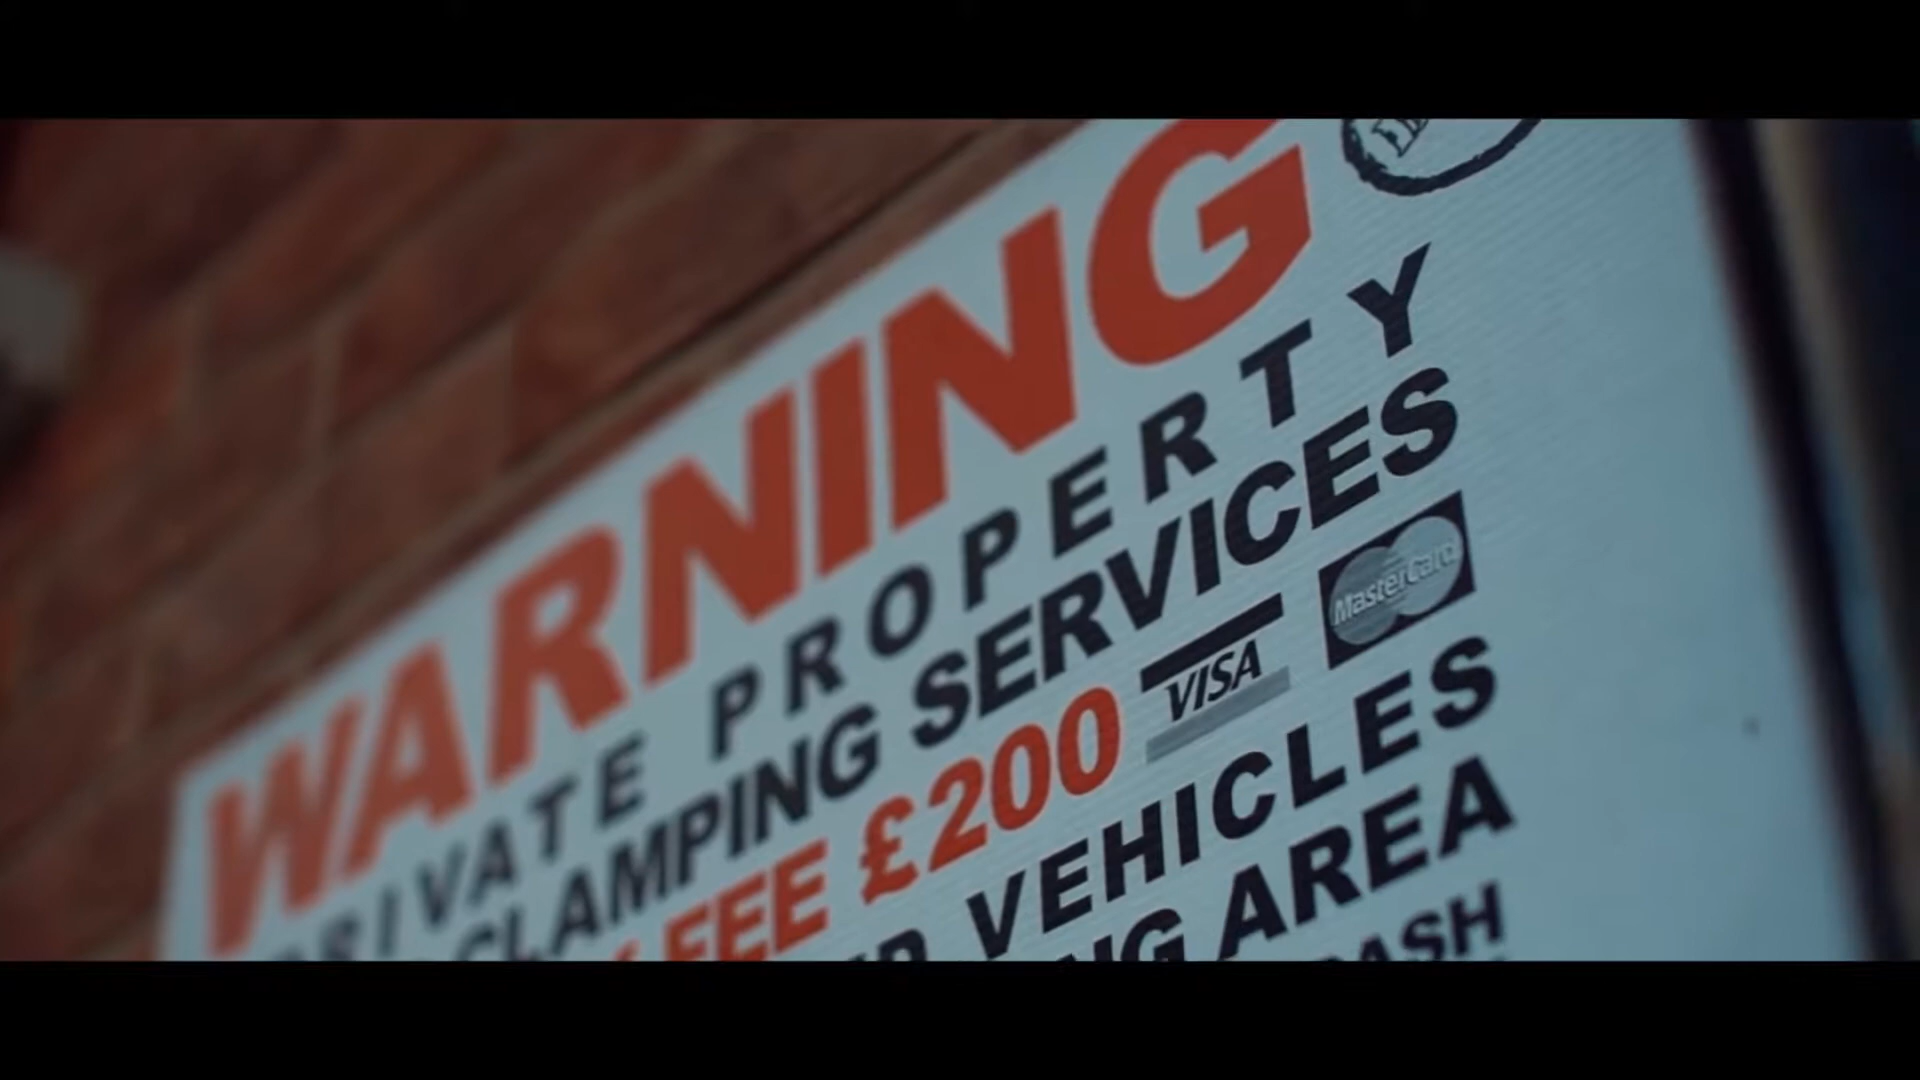 WARNING
PRIVATE PROPERTY
CLAMPING SERVICES
FEE £200 VISA MasterCard
VEHICLES
AREA